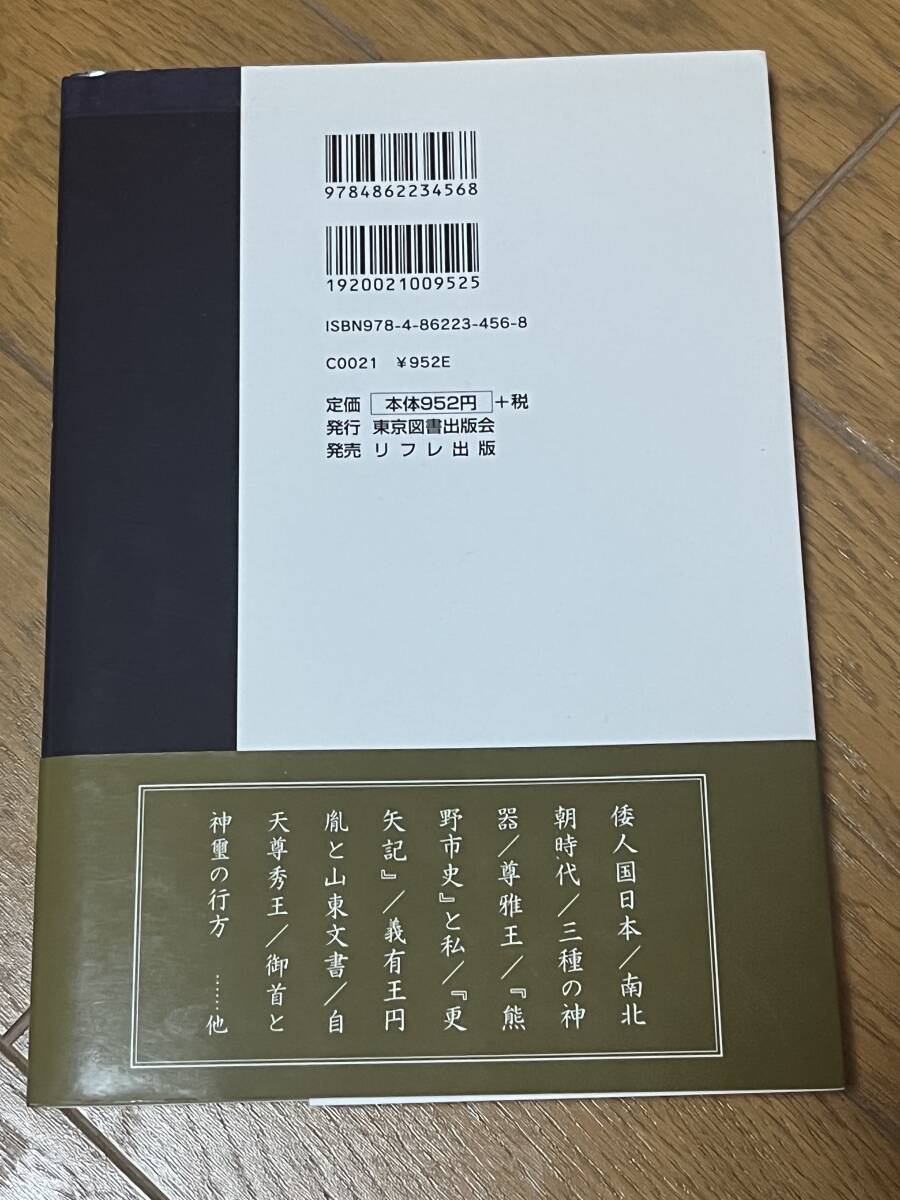 9784862234568
1920021009525
ISBN978-4-86223-456-8
C0021 ¥952E
定価 本体952円 +税
発行 東京図書出版会
発売 リフレ出版
倭人国日本/南北
朝時代/三種の神
器/尊雅王/『熊
野市史』と私/『更
矢記』/義有王円
胤と山東文書/自
天尊秀王/御首と
神璽の行方 ……他